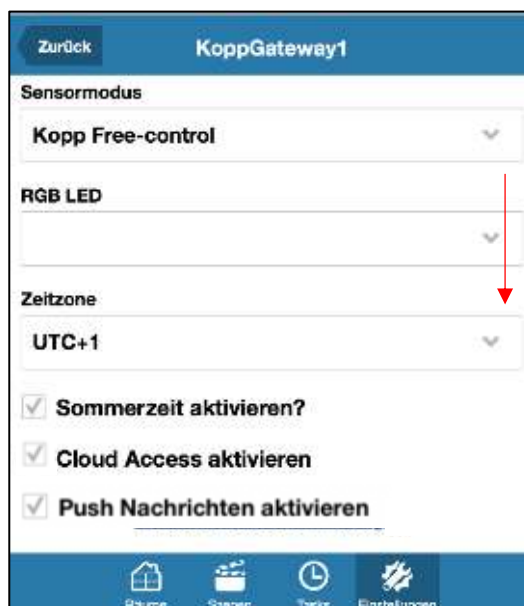 Zurück
KoppGateway1
Sensormodus
Kopp Free-control
RGB LED
Zeitzone
UTC+1
Sommerzeit aktivieren?
Cloud Access aktivieren
Push Nachrichten aktivieren
Räume Szenen Tasks Einstellungen